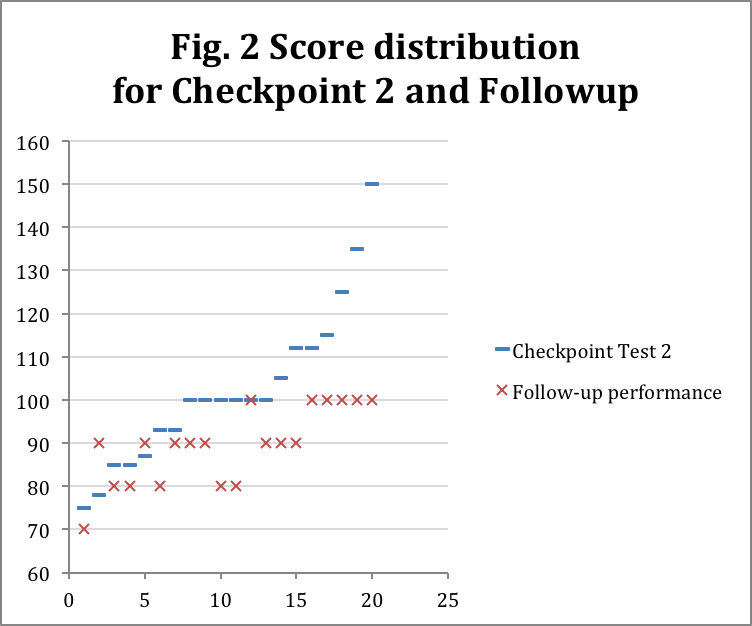 Fig. 2 Score distribution
for Checkpoint 2 and Followup
160
150
140
130
120
110
100
90
80
70
60
0 5 10 15 20 25
Checkpoint Test 2
Follow-up performance